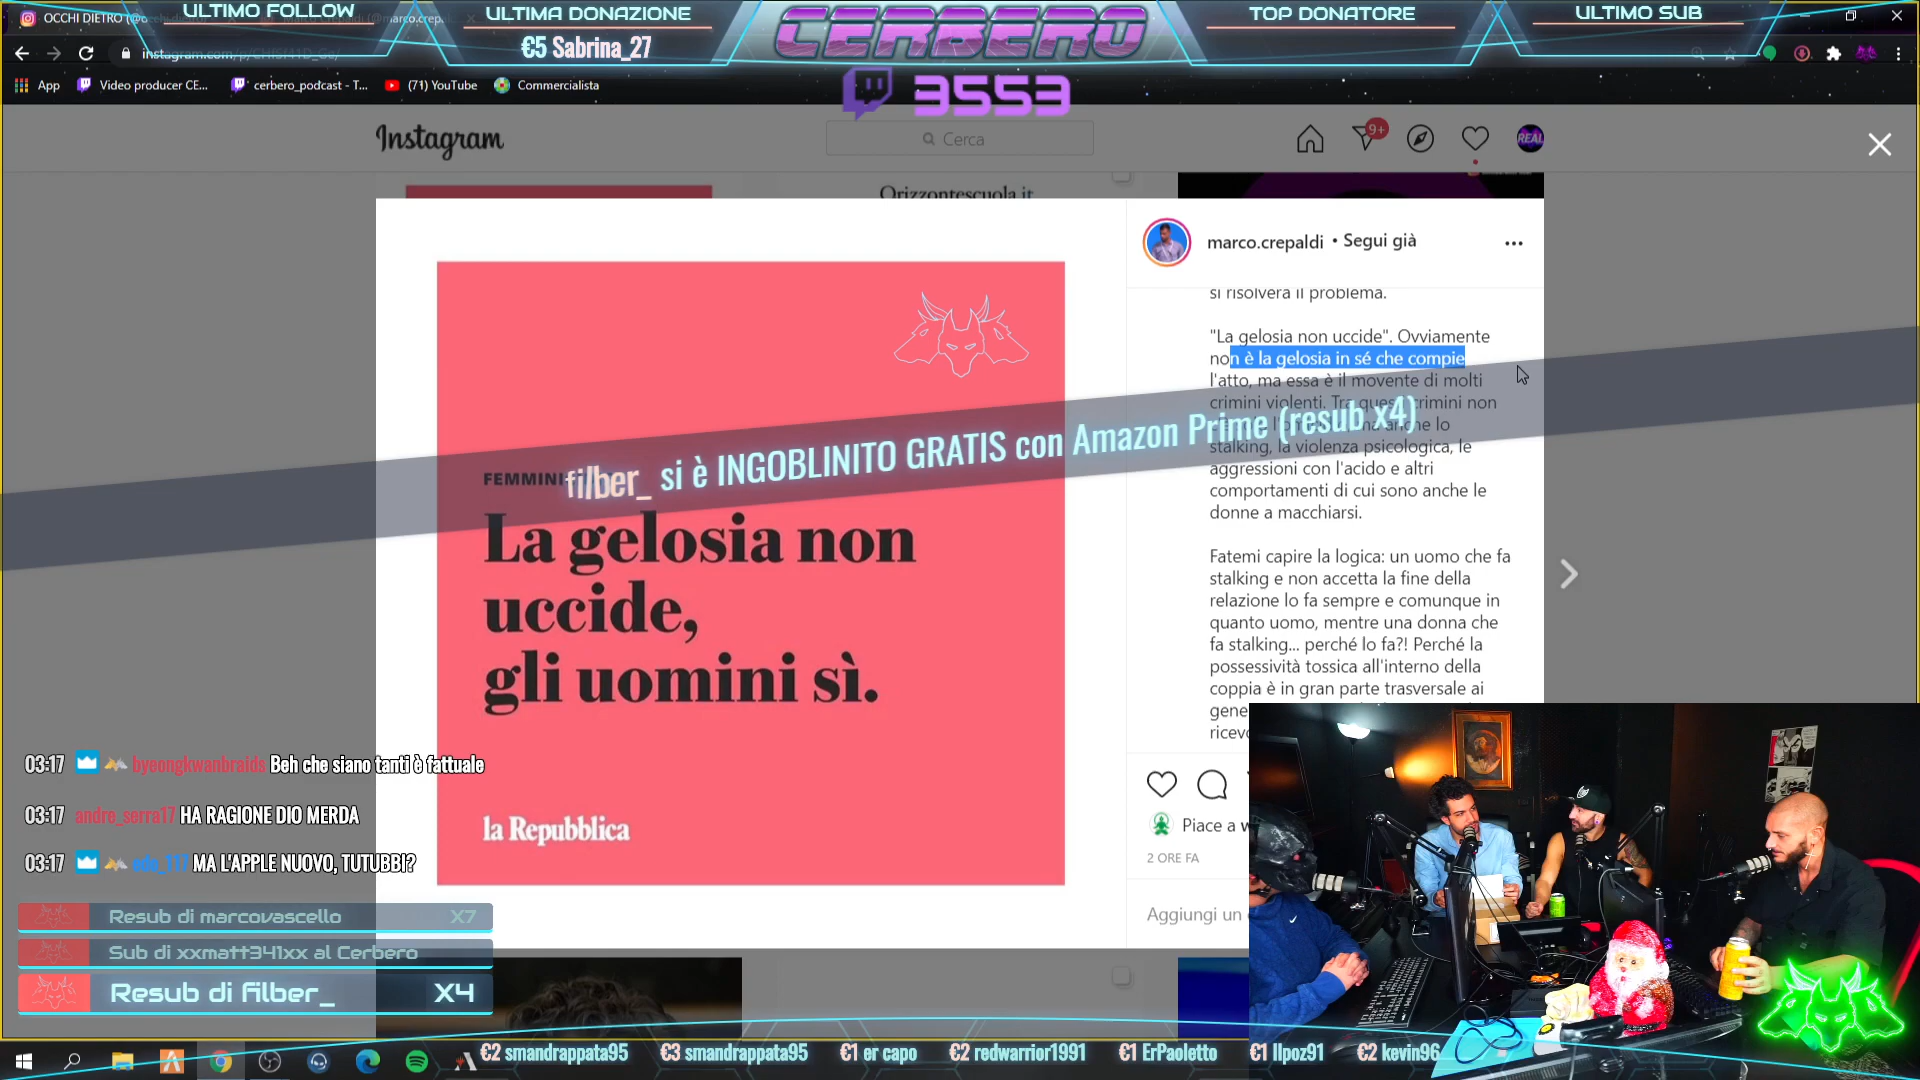 OCCHI DIETRO
ULTIMO FOLLOW
ULTIMA DONAZIONE
€5 Sabrina_27
CERBERO
TOP DONATORE
ULTIMO SUB
3553
App
Video producer CE...
cerbero_podcast - T...
(71) YouTube
Commercialista
Instagram
Cerca
9+
REAL
Orizzontescuola.it
marco.crepaldi • Segui già
si risolverà il problema.
"La gelosia non uccide". Ovviamente
non è la gelosia in sé che compie
l'atto, ma essa è il movente di molti
crimini violenti. Tra questi crimini non
stalking, la violenza psicologica, le
aggressioni con l'acido e altri
comportamenti di cui sono anche le
donne a macchiarsi.
Fatemi capire la logica: un uomo che fa
stalking e non accetta la fine della
relazione lo fa sempre e comunque in
quanto uomo, mentre una donna che
fa stalking... perché lo fa?! Perché la
possessività tossica all'interno della
coppia è in gran parte trasversale ai
gene
ricev
filber_ si è INGOBLINITO GRATIS con Amazon Prime (resub x4)
FEMMINI
La gelosia non
uccide,
gli uomini sì.
la Repubblica
Piace a
2 ORE FA
Aggiungi un
03:17 byeongkwanbraids Beh che siano tanti è fattuale
03:17 andre_serra17 HA RAGIONE DIO MERDA
03:17 MA L'APPLE NUOVO, TUTUBBI?
Resub di marcovascello X7
Sub di xxmatt341xx al Cerbero
Resub di filber_ X4
€2 smandrappata95 €3 smandrappata95 €1 er capo €2 redwarrior1991 €1 ErPaoletto €1 Ilpoz91 €2 kevin96